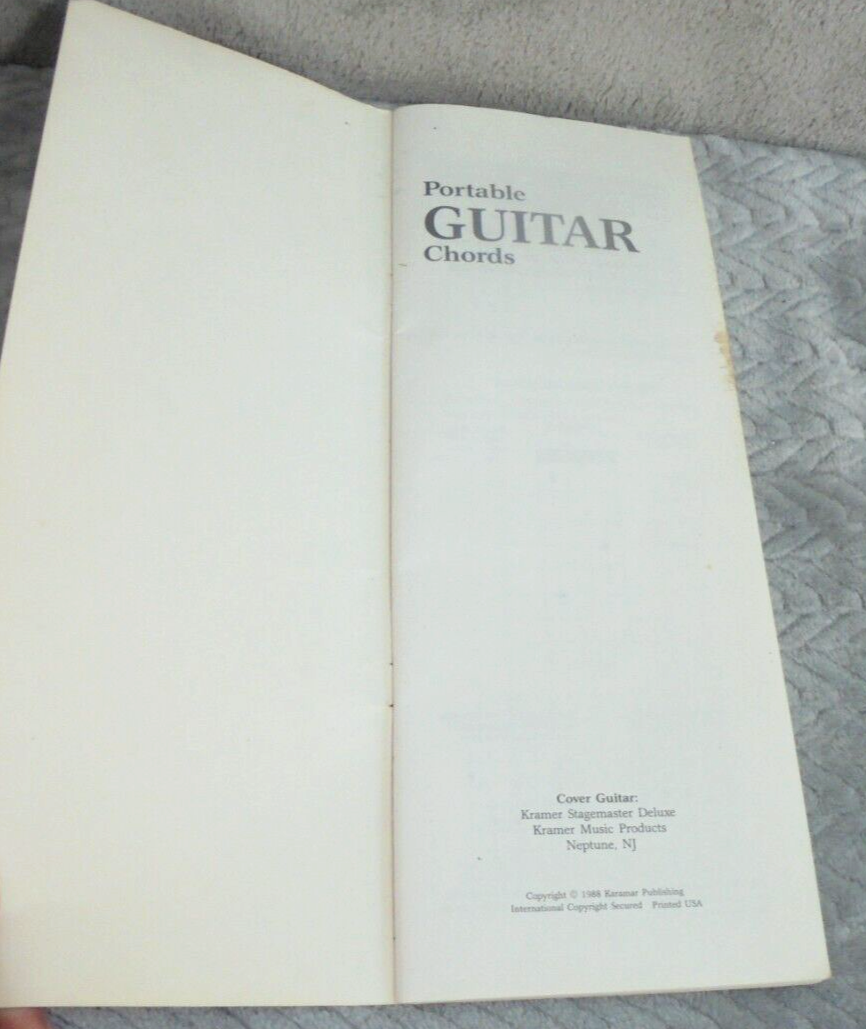 Portable
GUITAR
Chords
Cover Guitar:
Kramer Stagemaster Deluxe
Kramer Music Products
Neptune, NJ
Copyright © 1988 Karamar Publishing
International Copyright Secured Printed USA